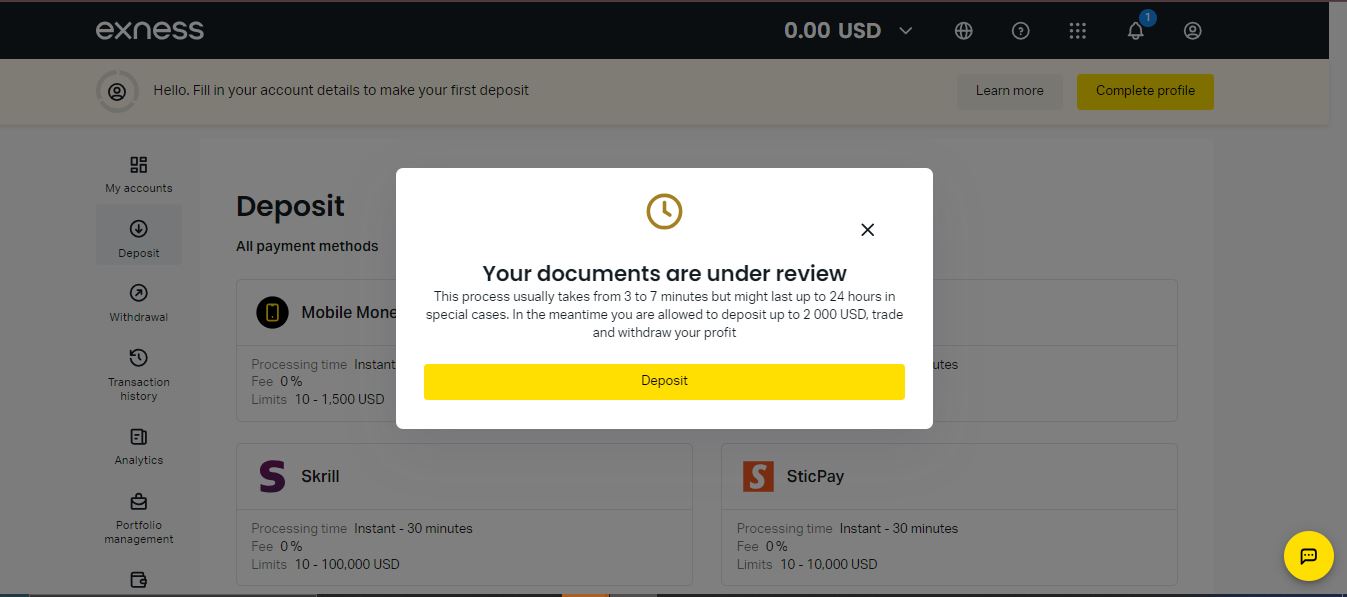 exness
0.00 USD
1
Hello. Fill in your account details to make your first deposit
Learn more
Complete profile
My accounts
Deposit
Withdrawal
Transaction
history
Analytics
Portfolio
management
Deposit
All payment methods
Mobile Mone
Processing time Instant
Fee 0 %
Limits 10 - 1,500 USD
utes
Skrill
Processing time Instant - 30 minutes
Fee 0 %
Limits 10 - 100,000 USD
SticPay
Processing time Instant - 30 minutes
Fee 0 %
Limits 10 - 10,000 USD
Your documents are under review
This process usually takes from 3 to 7 minutes but might last up to 24 hours in
special cases. In the meantime you are allowed to deposit up to 2 000 USD, trade
and withdraw your profit
Deposit